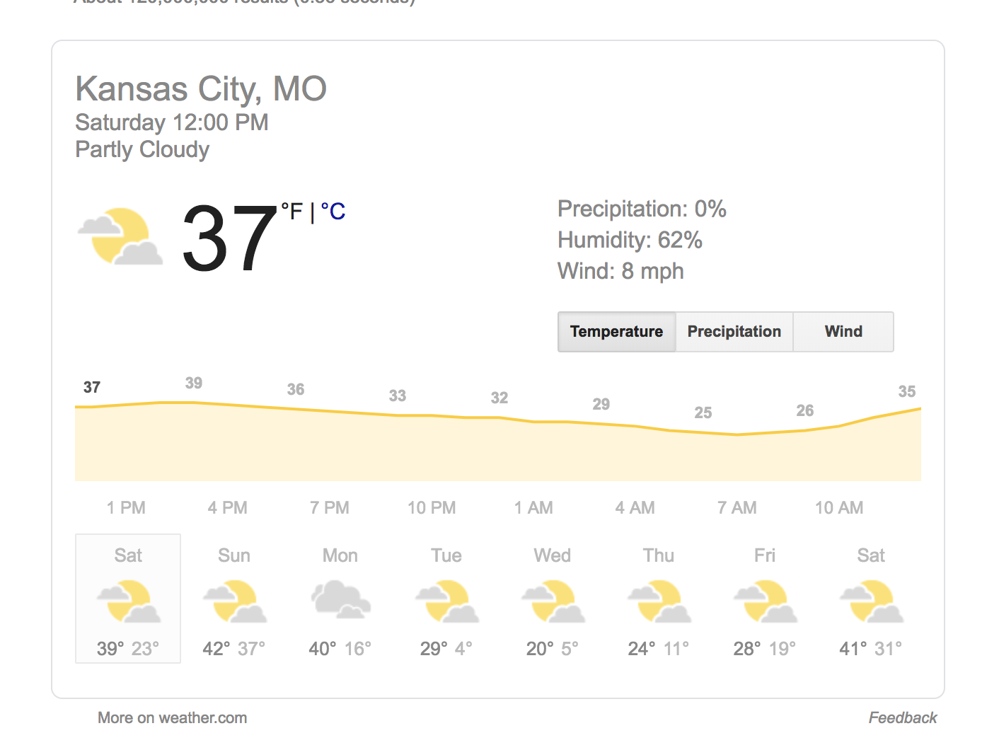 Kansas City, MO
Saturday 12:00 PM
Partly Cloudy
37 °F | °C
Precipitation: 0%
Humidity: 62%
Wind: 8 mph
Temperature Precipitation Wind
37 39 36 33 32 29 25 26 35
1 PM 4 PM 7 PM 10 PM 1 AM 4 AM 7 AM 10 AM
Sat Sun Mon Tue Wed Thu Fri Sat
39° 23° 42° 37° 40° 16° 29° 4° 20° 5° 24° 11° 28° 19° 41° 31°
More on weather.com Feedback